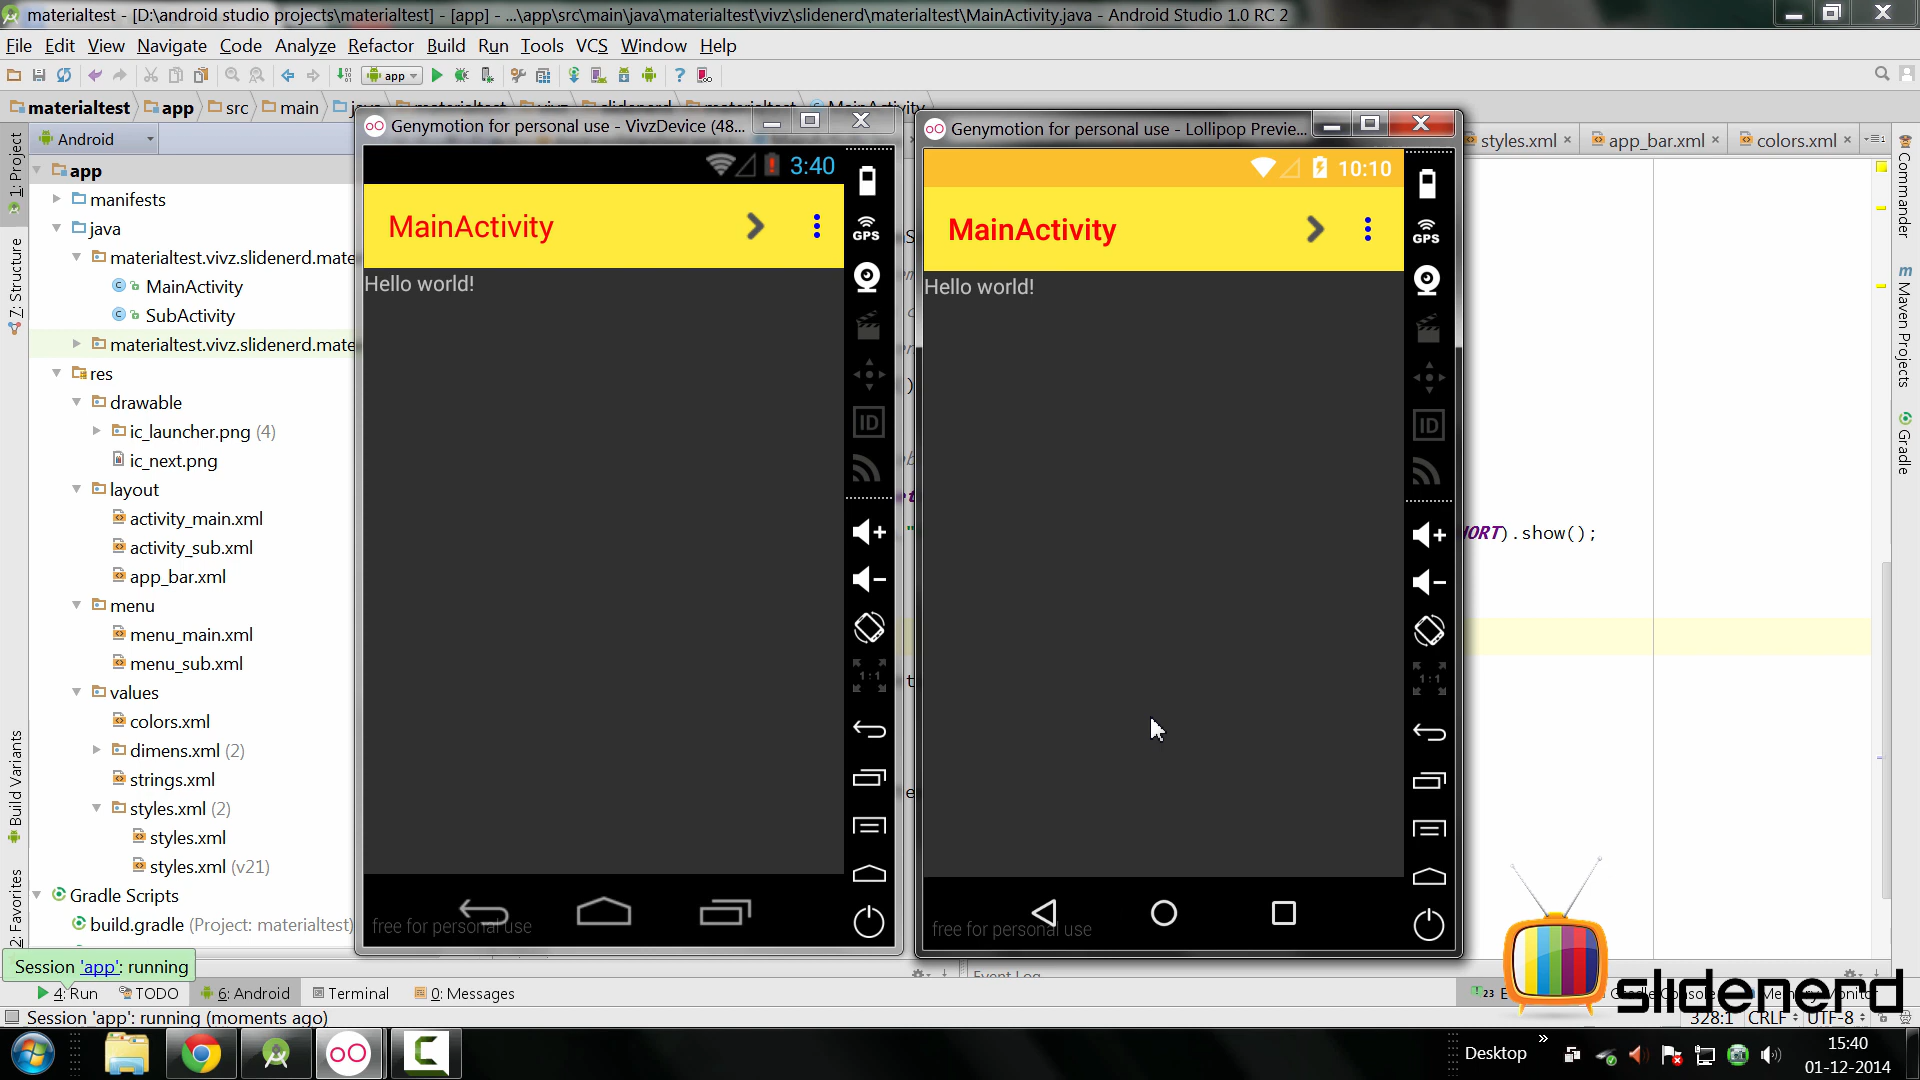 materialtest - [D:\android studio projects\materialtest] - [app] - ...\app\src\main\java\materialtest\vivz\slidenerd\materialtest\MainActivity.java - Android Studio 1.0 RC 2
File Edit View Navigate Code Analyze Refactor Build Run Tools VCS Window Help
app
materialtest app src main
styles.xml app_bar.xml colors.xml
Android
1: Project
Z: Structure
Build Variants
2: Favorites
app
manifests
java
materialtest.vivz.slidenerd.mate
MainActivity
SubActivity
materialtest.vivz.slidenerd.mate
res
drawable
ic_launcher.png (4)
ic_next.png
layout
activity_main.xml
activity_sub.xml
app_bar.xml
menu
menu_main.xml
menu_sub.xml
values
colors.xml
dimens.xml (2)
strings.xml
styles.xml (2)
styles.xml
styles.xml (v21)
Gradle Scripts
build.gradle (Project: materialtest)
Genymotion for personal use - VivzDevice (48...
3:40
MainActivity
Hello world!
GPS
ID
1:1
free for personal use
Genymotion for personal use - Lollipop Previe...
10:10
MainActivity
Hello world!
GPS
ID
1:1
free for personal use
ORT).show();
Commander
m Maven Projects
Gradle
Session 'app': running
4: Run TODO 6: Android Terminal 0: Messages
Event Log
Session 'app': running (moments ago)
328:1 CRLF UTF-8
slidenerd
Desktop
15:40
01-12-2014